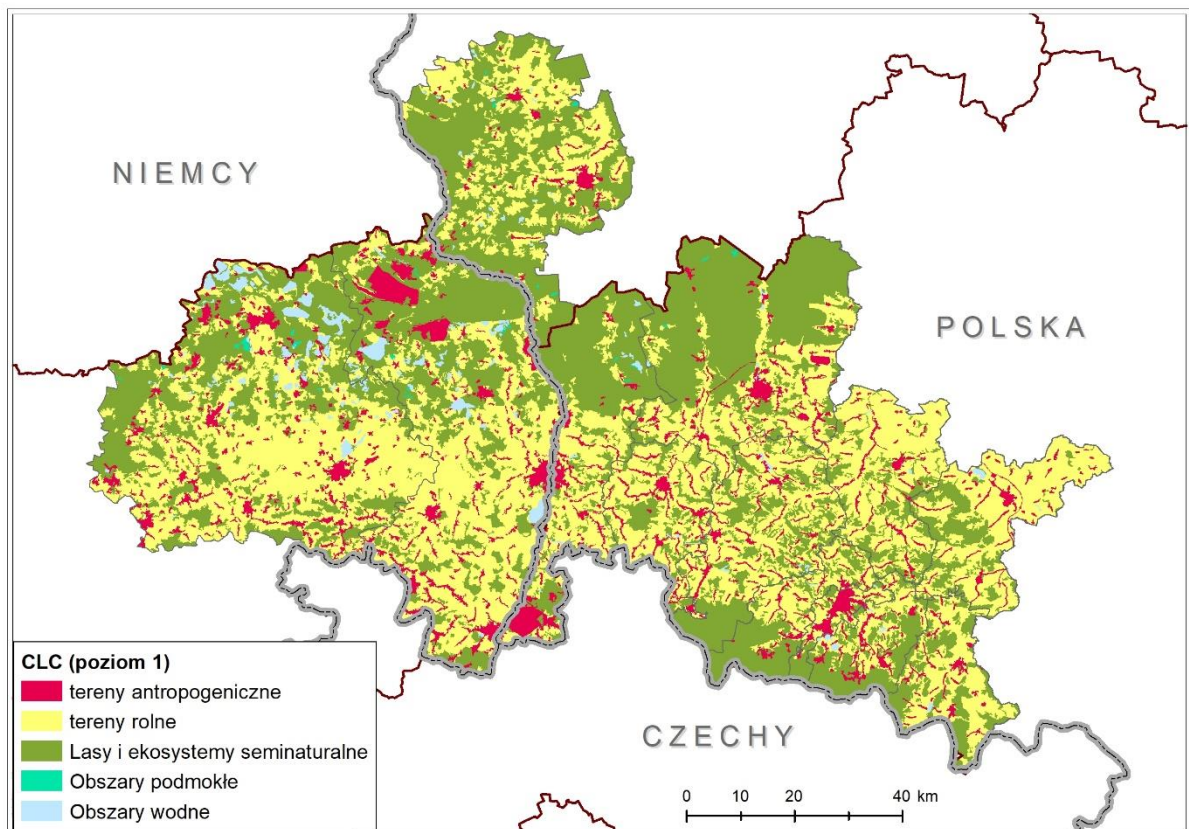 NIEMCY
POLSKA
CZECHY
CLC (poziom 1)
tereny antropogeniczne
tereny rolne
Lasy i ekosystemy seminaturalne
Obszary podmokłe
Obszary wodne
0 10 20 40 km